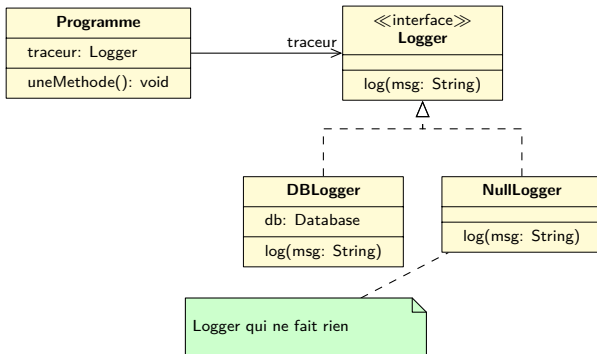 Programme
traceur: Logger
uneMethode(): void
traceur
≪interface≫
Logger
log(msg: String)
DBLogger
db: Database
log(msg: String)
NullLogger
log(msg: String)
Logger qui ne fait rien